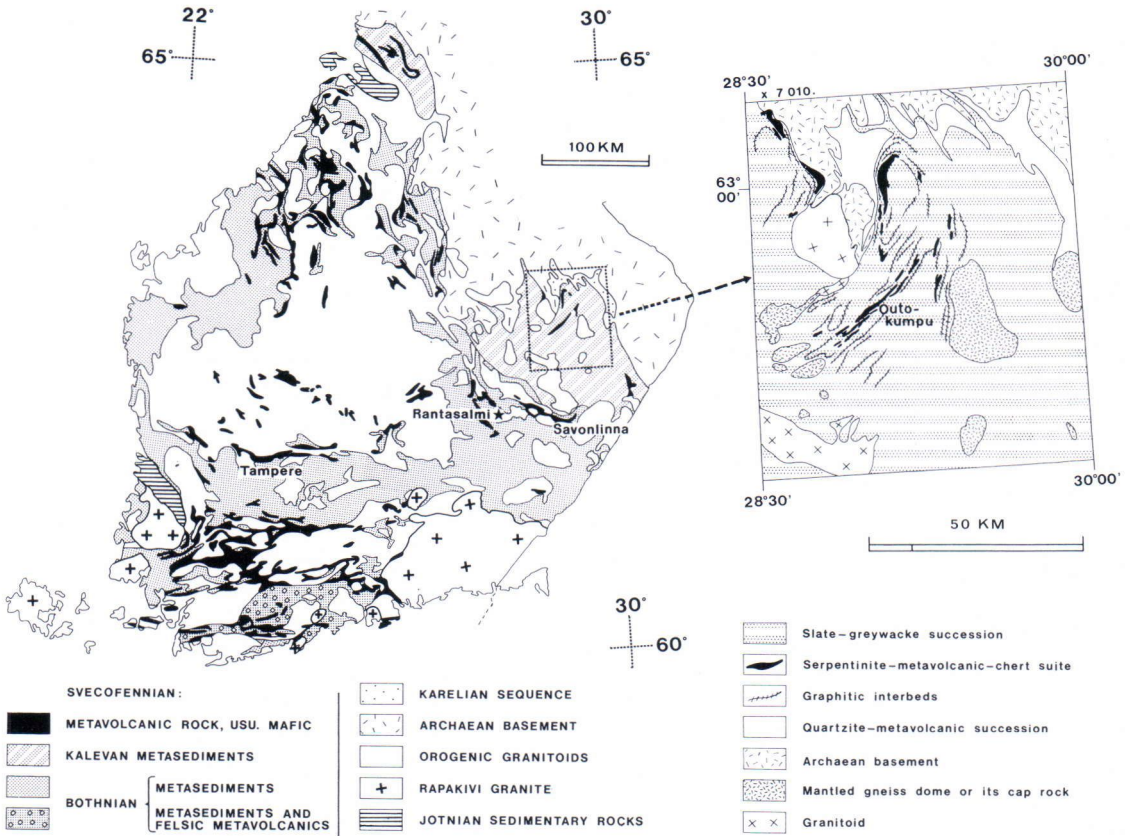 22°
30°
65°
65°
100 KM
28°30'
30°00'
x 7 010.
63°
00'
Outo-
kumpu
Rantasalmi
Savonlinna
Tampere
28°30'
30°00'
50 KM
30°
60°
SVECOFENNIAN:
METAVOLCANIC ROCK, USU. MAFIC
KALEVAN METASEDIMENTS
BOTHNIAN
METASEDIMENTS
METASEDIMENTS AND
FELSIC METAVOLCANICS
KARELIAN SEQUENCE
ARCHAEAN BASEMENT
OROGENIC GRANITOIDS
RAPAKIVI GRANITE
JOTNIAN SEDIMENTARY ROCKS
Slate-greywacke succession
Serpentinite-metavolcanic-chert suite
Graphitic interbeds
Quartzite-metavolcanic succession
Archaean basement
Mantled gneiss dome or its cap rock
Granitoid